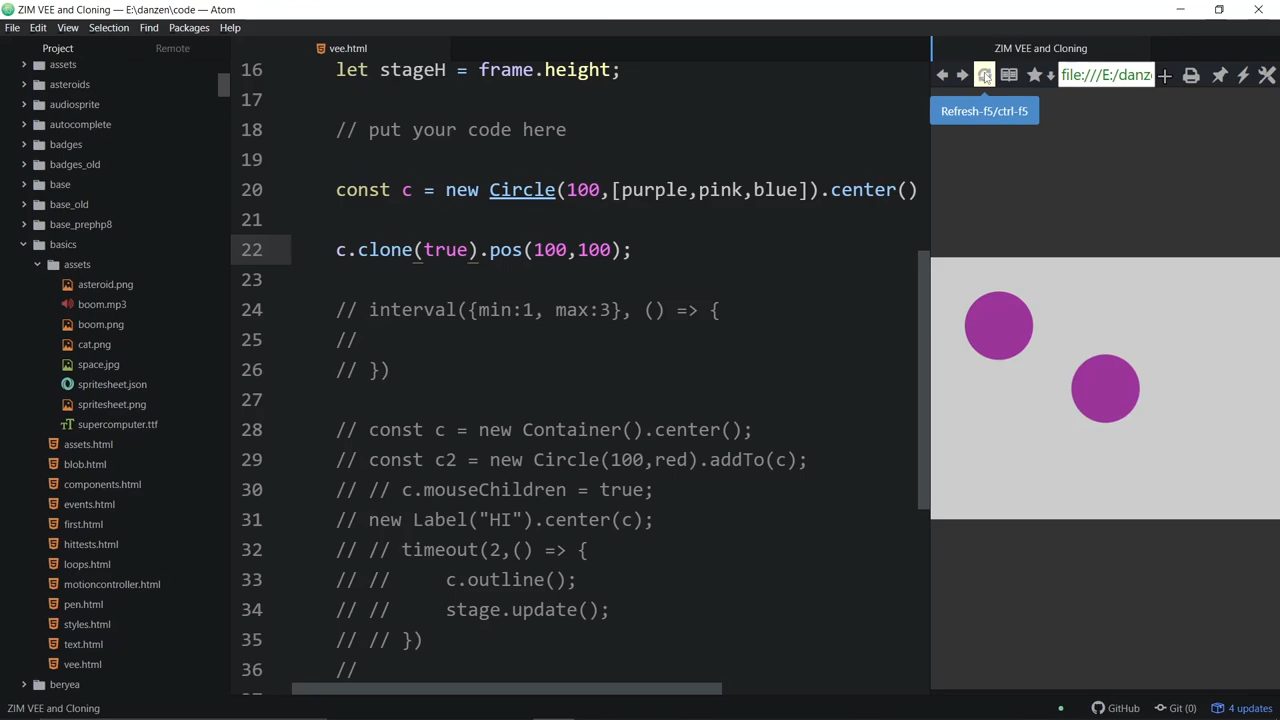 ZIM VEE and Cloning — E:\danzen\code — Atom
File Edit View Selection Find Packages Help
Project Remote
assets
asteroids
audiosprite
autocomplete
badges
badges_old
base
base_old
base_prephp8
basics
assets
asteroid.png
boom.mp3
boom.png
cat.png
space.jpg
spritesheet.json
spritesheet.png
supercomputer.ttf
assets.html
blob.html
components.html
events.html
first.html
hittests.html
loops.html
motioncontroller.html
pen.html
styles.html
text.html
vee.html
beryea
vee.html
16 let stageH = frame.height;
17
18 // put your code here
19
20 const c = new Circle(100,[purple,pink,blue]).center()
21
22 c.clone(true).pos(100,100);
23
24 // interval({min:1, max:3}, () => {
25 //
26 // })
27
28 // const c = new Container().center();
29 // const c2 = new Circle(100,red).addTo(c);
30 // // c.mouseChildren = true;
31 // new Label("HI").center(c);
32 // // timeout(2,() => {
33 // //     c.outline();
34 // //     stage.update();
35 // // })
36 //
ZIM VEE and Cloning
file:///E:/danz
Refresh-f5/ctrl-f5
ZIM VEE and Cloning
GitHub Git (0) 4 updates